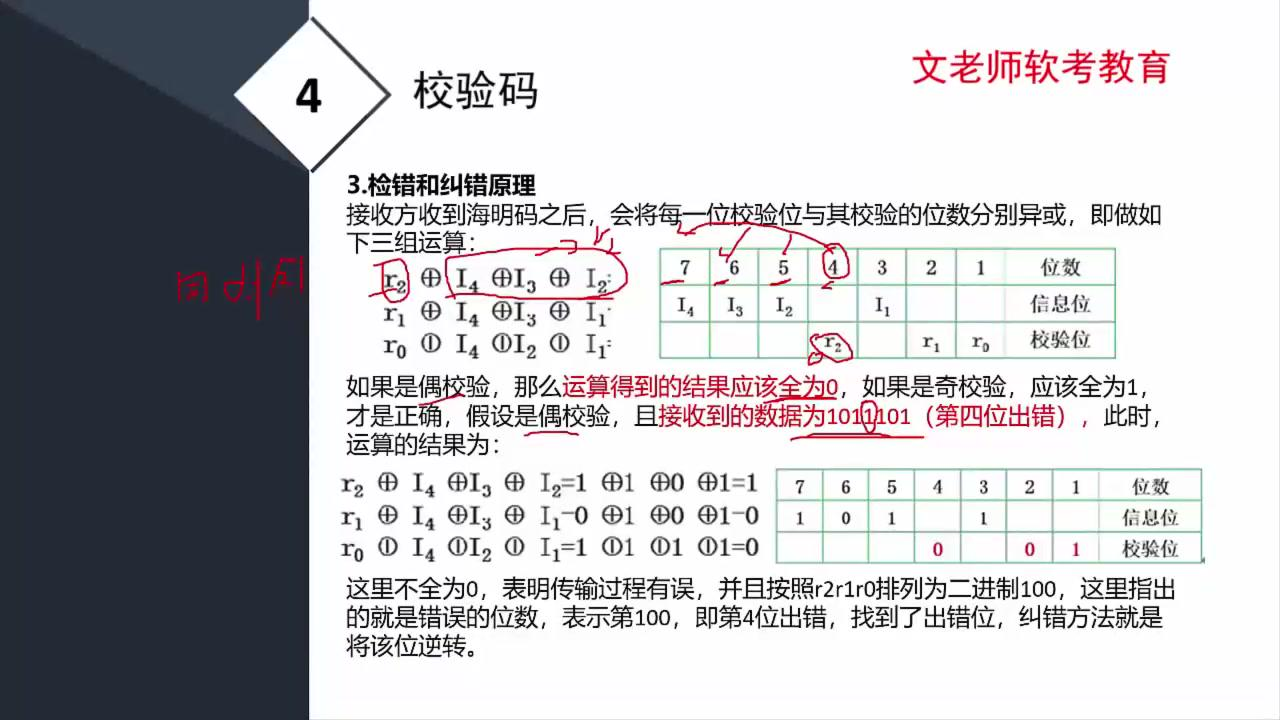 4
校验码
文老师软考教育
3.检错和纠错原理
接收方收到海明码之后，会将每一位校验位与其校验的位数分别异或，即做如
下三组运算：
r₂ ⊕ I₄ ⊕I₃ ⊕ I₂
r₁ ⊕ I₄ ⊕I₃ ⊕ I₁
r₀ ⊕ I₄ ⊕I₂ ⊕ I₁
7 6 5 4 3 2 1 位数
I₄ I₃ I₂ I₁ 信息位
r₂ r₁ r₀ 校验位
如果是偶校验，那么运算得到的结果应该全为0，如果是奇校验，应该全为1，
才是正确，假设是偶校验，且接收到的数据为1011101（第四位出错），此时，
运算的结果为：
r₂ ⊕ I₄ ⊕I₃ ⊕ I₂=1 ⊕1 ⊕0 ⊕1=1
r₁ ⊕ I₄ ⊕I₃ ⊕ I₁=0 ⊕1 ⊕0 ⊕1=0
r₀ ⊕ I₄ ⊕I₂ ⊕ I₁=1 ⊕1 ⊕1 ⊕1=0
7 6 5 4 3 2 1 位数
1 0 1 1 信息位
0 0 1 校验位
这里不全为0，表明传输过程有误，并且按照r2r1r0排列为二进制100，这里指出
的就是错误的位数，表示第100，即第4位出错，找到了出错位，纠错方法就是
将该位逆转。